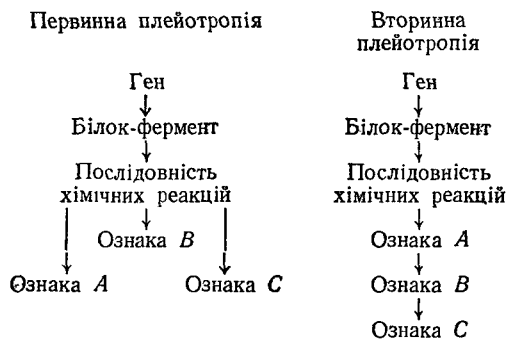 Первинна плейотропія
Ген
Білок-фермент
Послідовність
хімічних реакцій
Ознака B
Ознака A
Ознака C
Вторинна
плейотропія
Ген
Білок-фермент
Послідовність
хімічних реакцій
Ознака A
Ознака B
Ознака C